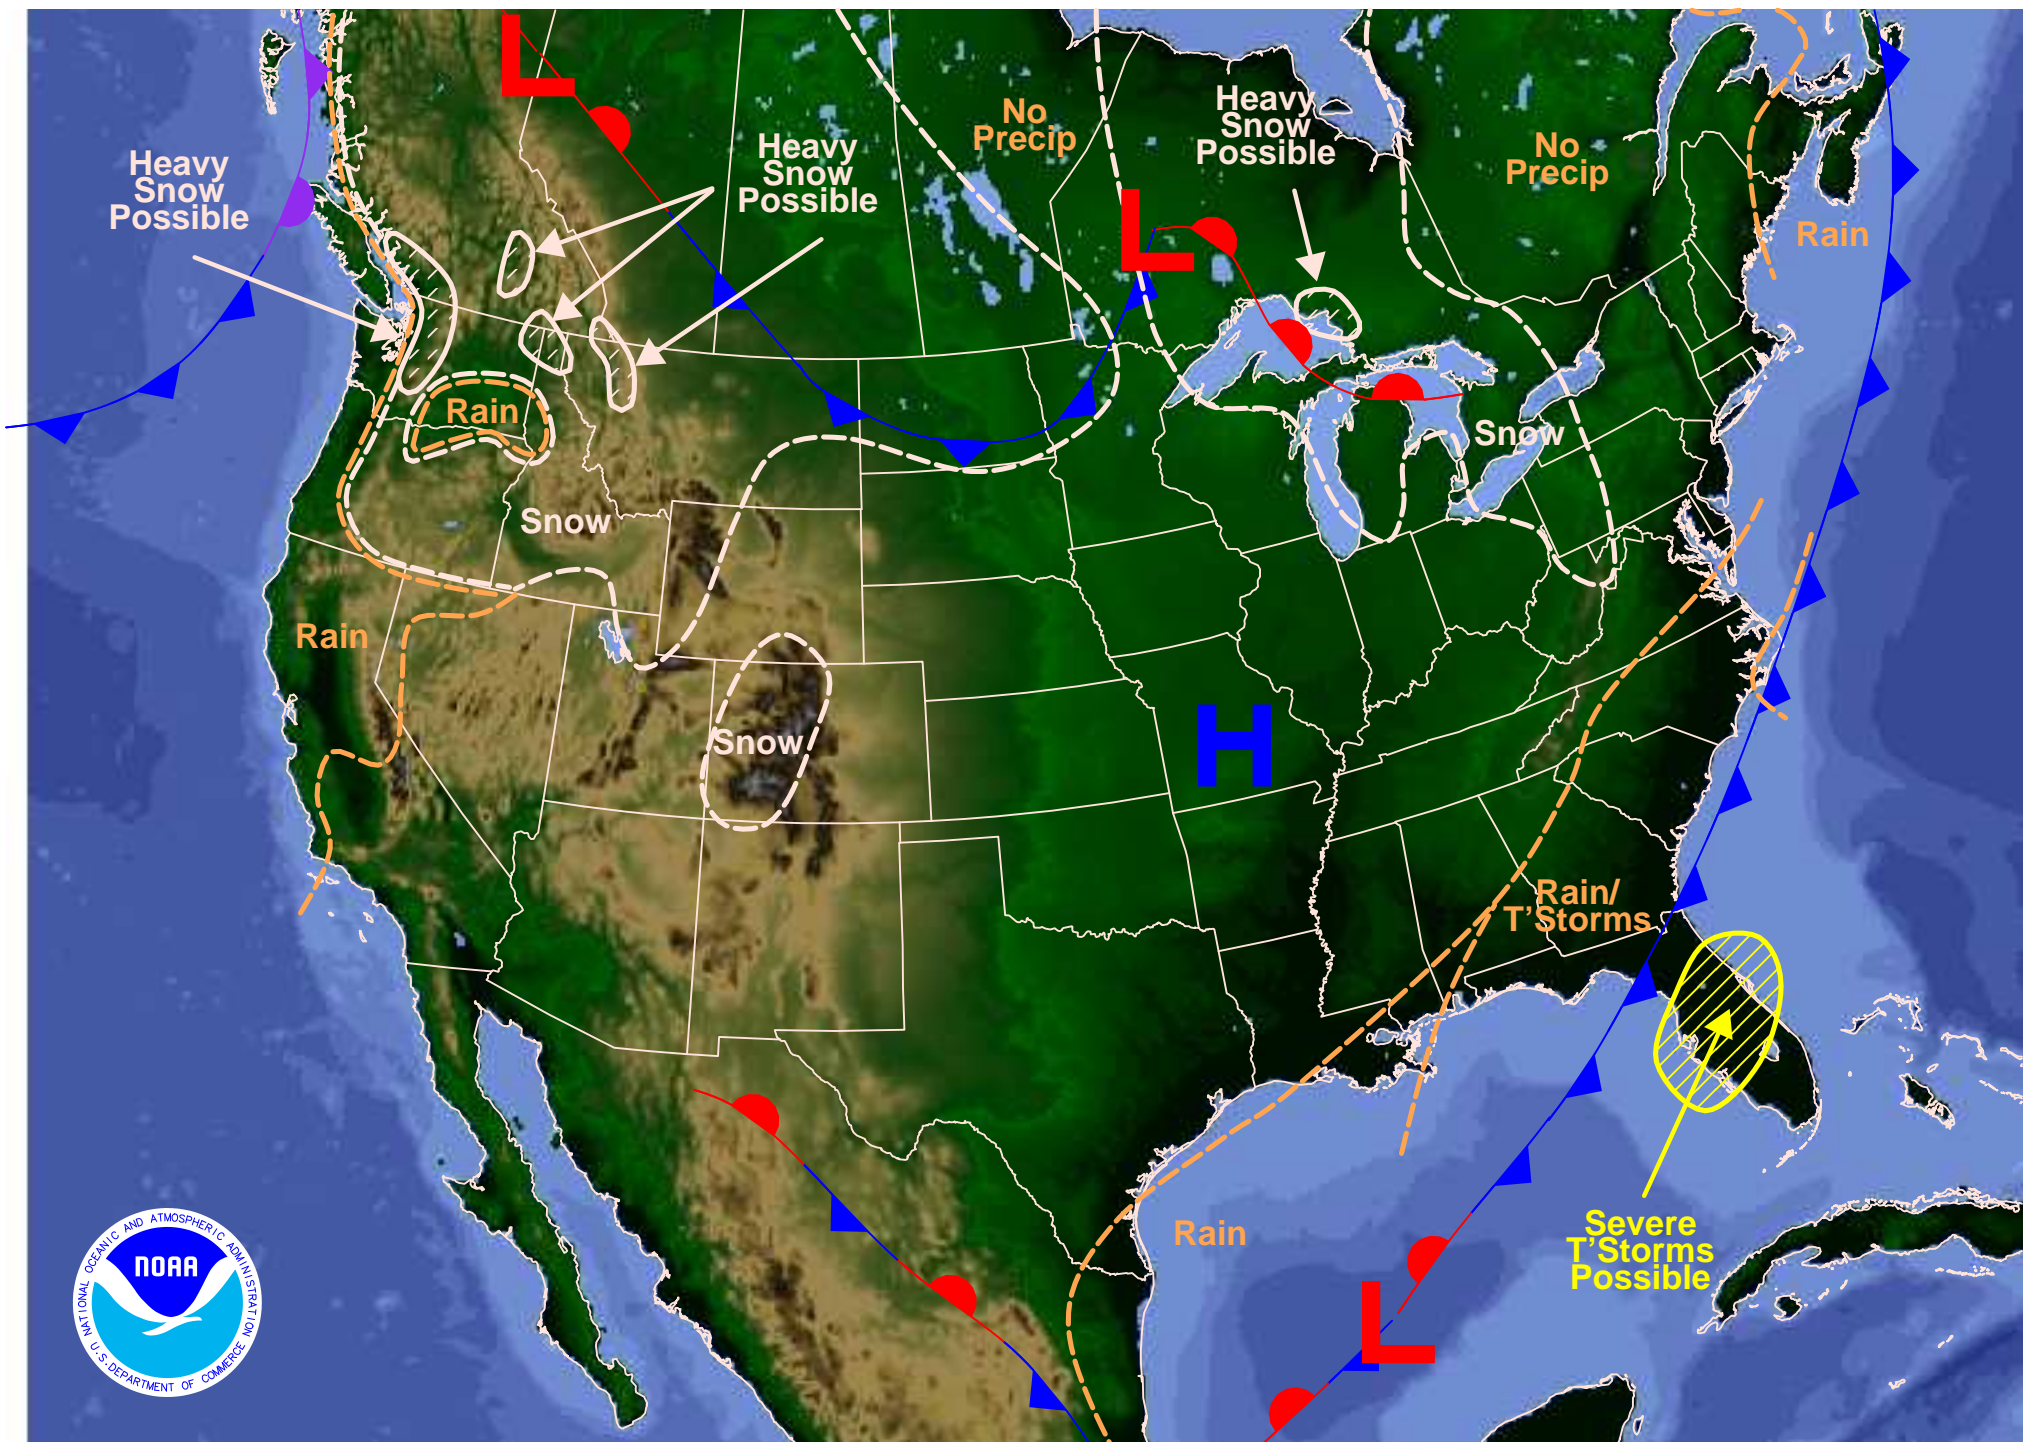 L
No
Precip
Heavy
Snow
Possible
Heavy
Snow
Possible
No
Precip
Heavy
Snow
Possible
L
Rain
Rain
Snow
Snow
Rain
Snow
H
Rain/
T'Storms
Rain
Severe
T'Storms
Possible
L
NATIONAL OCEANIC AND ATMOSPHERIC ADMINISTRATION
NOAA
U.S. DEPARTMENT OF COMMERCE